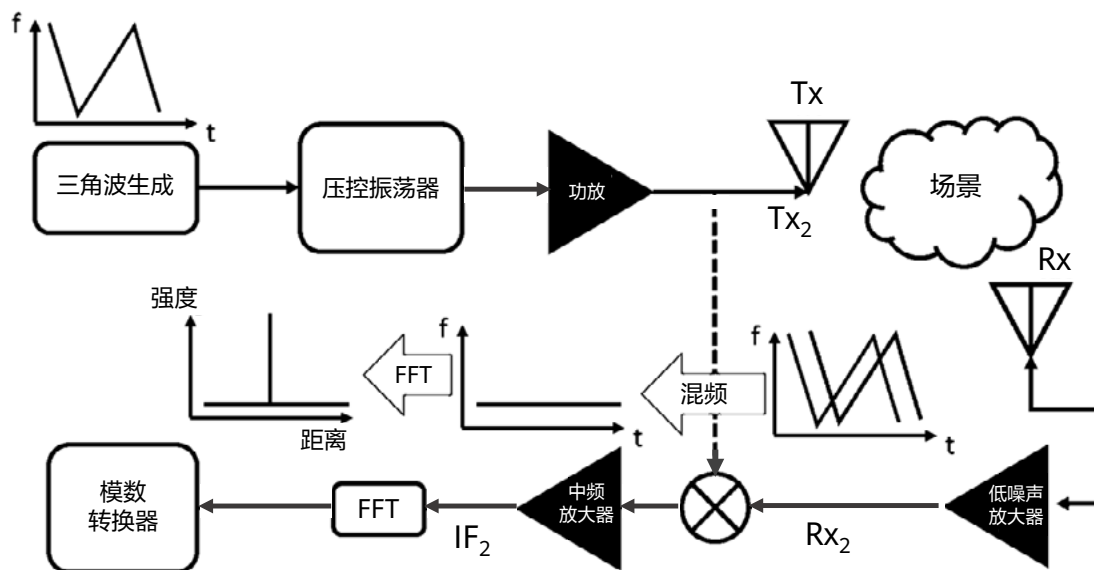 f
t
三角波生成
压控振荡器
功放
Tx
Tx2
场景
Rx
强度
距离
FFT
f
t
混频
f
t
模数
转换器
FFT
IF2
中频
放大器
Rx2
低噪声
放大器